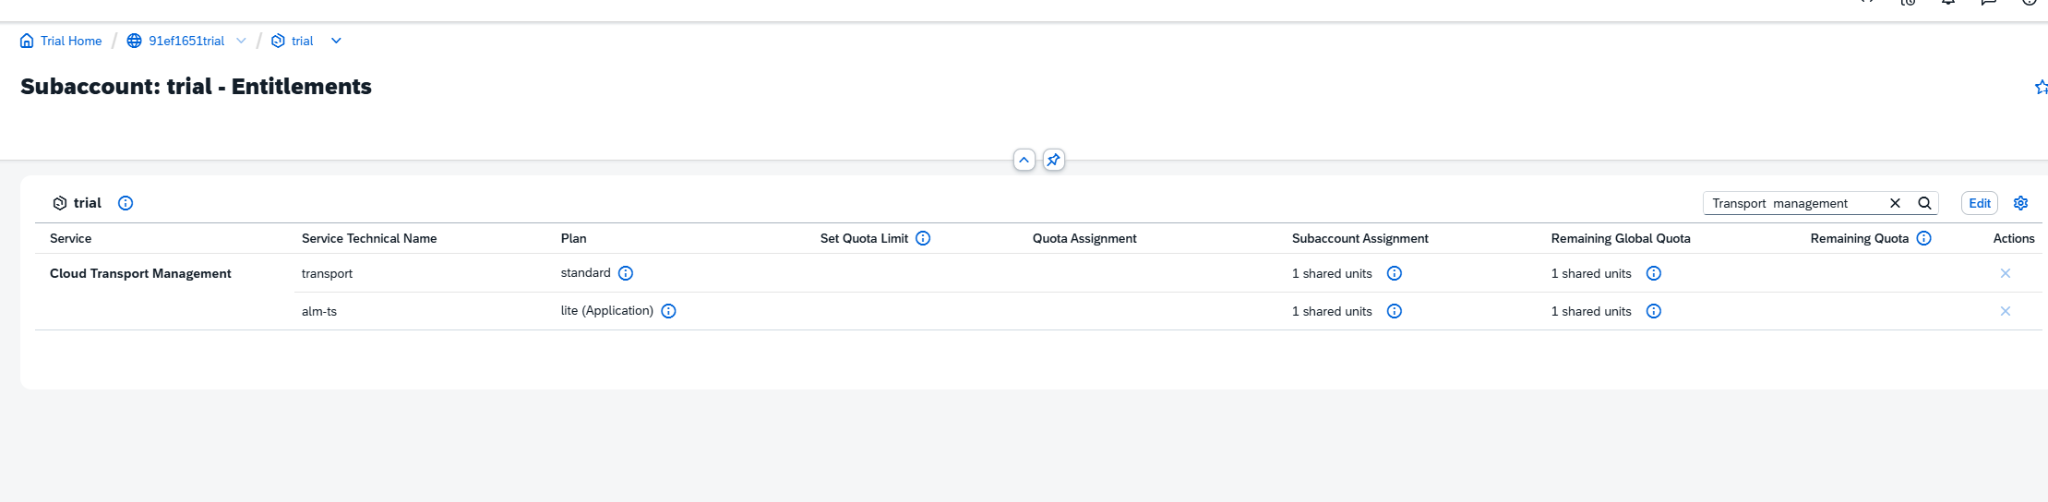 Trial Home / 91ef1651trial / trial
Subaccount: trial - Entitlements
trial Transport  management Edit
Service Service Technical Name Plan Set Quota Limit Quota Assignment Subaccount Assignment Remaining Global Quota Remaining Quota Actions
Cloud Transport Management transport standard 1 shared units 1 shared units
alm-ts lite (Application) 1 shared units 1 shared units